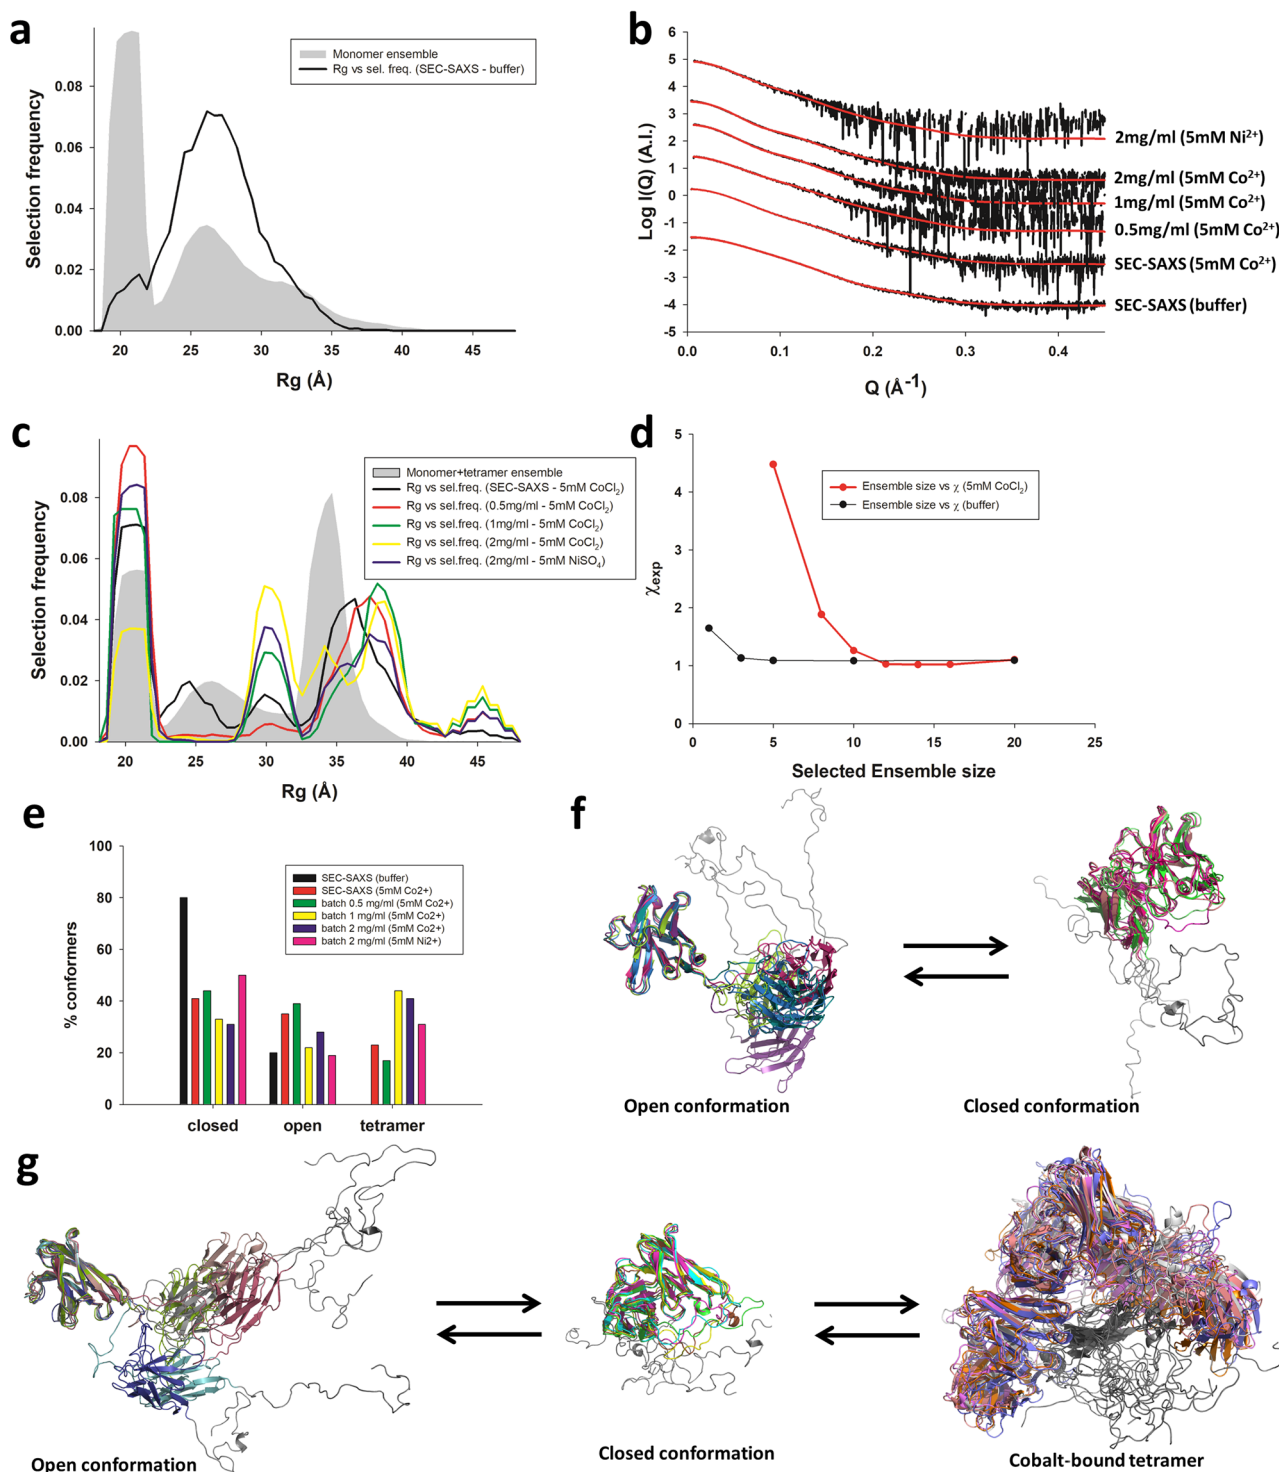 a
Selection frequency
0.08
0.06
0.04
0.02
0.00
20 25 30 35 40 45
Rg (Å)
Monomer ensemble
Rg vs sel. freq. (SEC-SAXS - buffer)
b
Log I(Q) (A.I.)
7
6
5
4
3
2
1
0
-1
-2
-3
-4
-5
0.0 0.1 0.2 0.3 0.4
Q (Å-1)
2mg/ml (5mM Ni2+)
2mg/ml (5mM Co2+)
1mg/ml (5mM Co2+)
0.5mg/ml (5mM Co2+)
SEC-SAXS (5mM Co2+)
SEC-SAXS (buffer)
c
Selection frequency
0.08
0.06
0.04
0.02
0.00
20 25 30 35 40 45
Rg (Å)
Monomer+tetramer ensemble
Rg vs sel.freq. (SEC-SAXS - 5mM CoCl2)
Rg vs sel.freq. (0.5mg/ml - 5mM CoCl2)
Rg vs sel.freq. (1mg/ml - 5mM CoCl2)
Rg vs sel.freq. (2mg/ml - 5mM CoCl2)
Rg vs sel.freq. (2mg/ml - 5mM NiSO4)
d
χexp
5
4
3
2
1
0
0 5 10 15 20 25
Selected Ensemble size
Ensemble size vs χ (5mM CoCl2)
Ensemble size vs χ (buffer)
e
% conformers
100
80
60
40
20
0
closed open tetramer
SEC-SAXS (buffer)
SEC-SAXS (5mM Co2+)
batch 0.5 mg/ml (5mM Co2+)
batch 1 mg/ml (5mM Co2+)
batch 2 mg/ml (5mM Co2+)
batch 2 mg/ml (5mM Ni2+)
f
Open conformation
Closed conformation
g
Open conformation
Closed conformation
Cobalt-bound tetramer